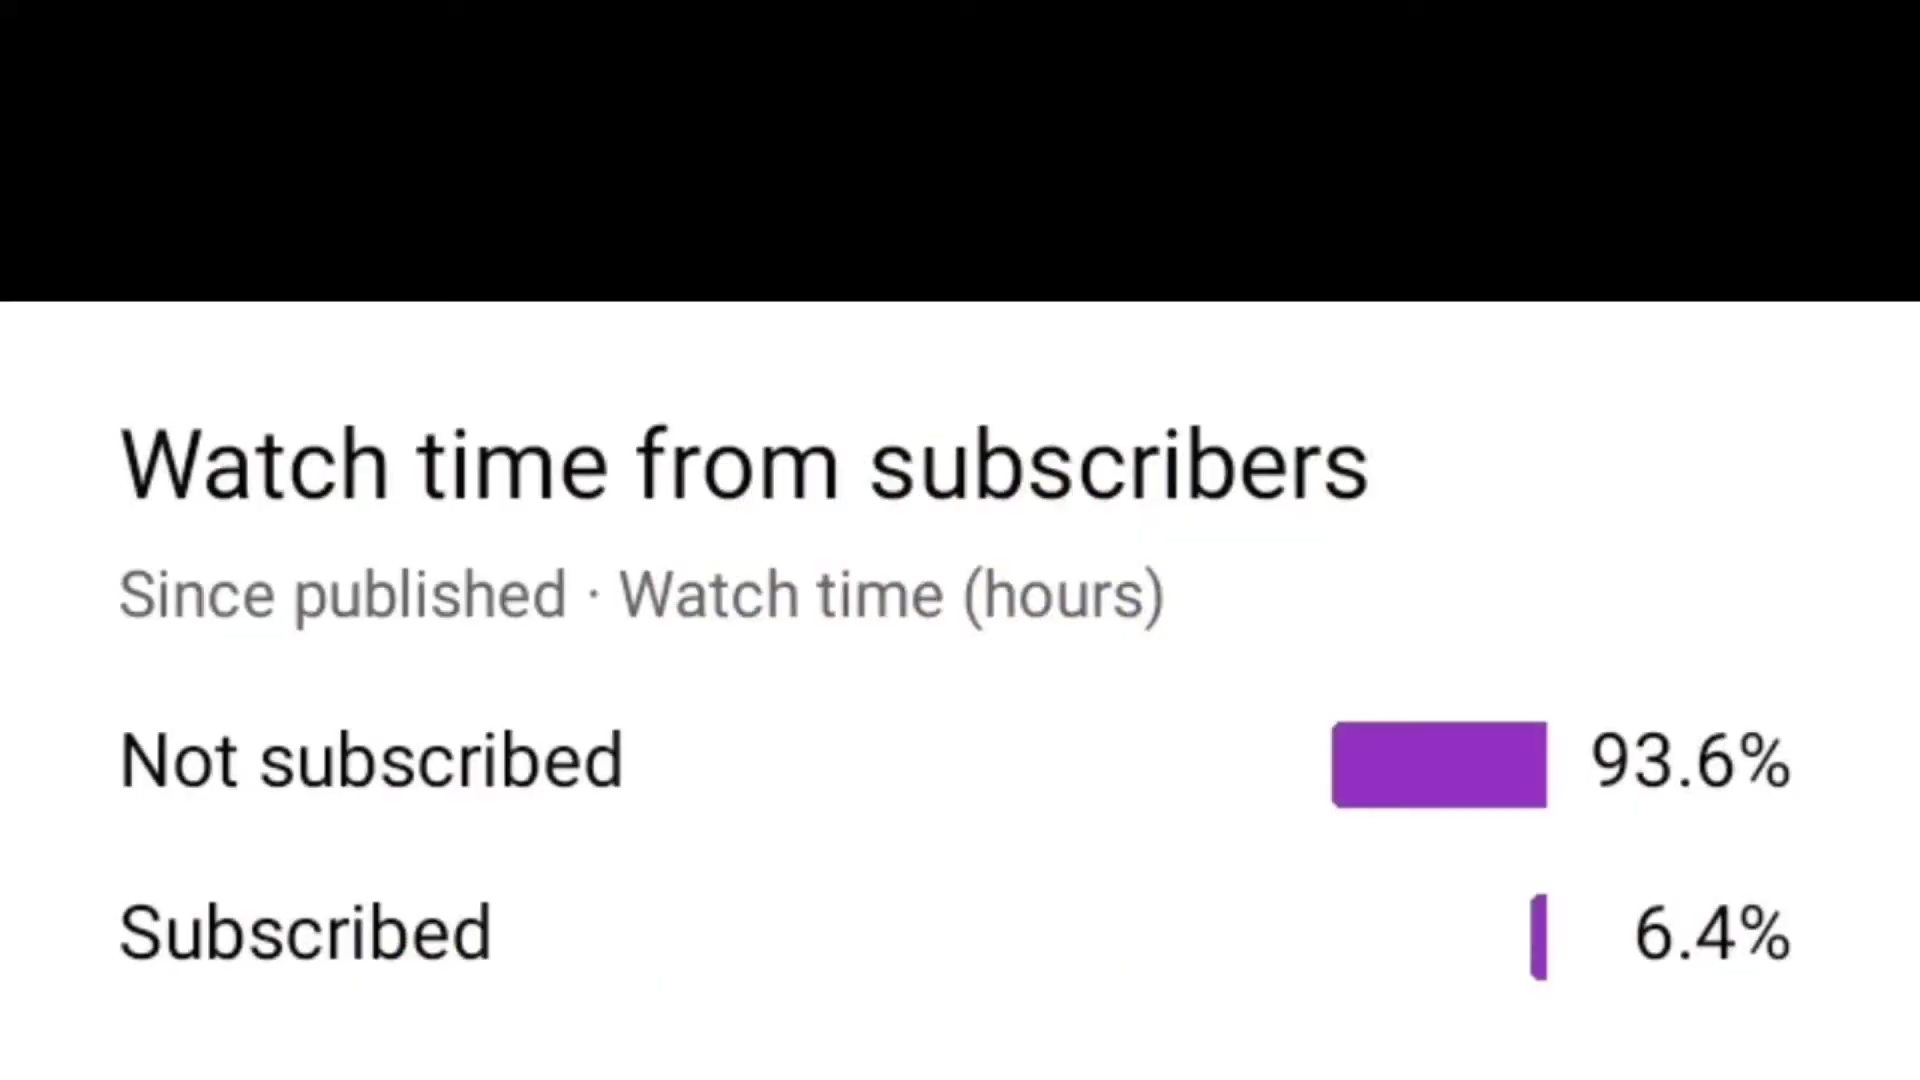 Watch time from subscribers
Since published · Watch time (hours)
Not subscribed 93.6%
Subscribed 6.4%